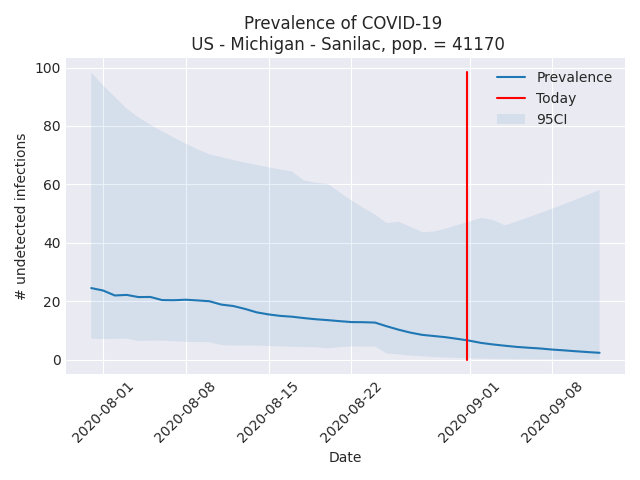 Prevalence of COVID-19
US - Michigan - Sanilac, pop. = 41170
100
80
60
40
20
0
# undetected infections
Prevalence
Today
95CI
2020-08-01
2020-08-08
2020-08-15
2020-08-22
2020-09-01
2020-09-08
Date